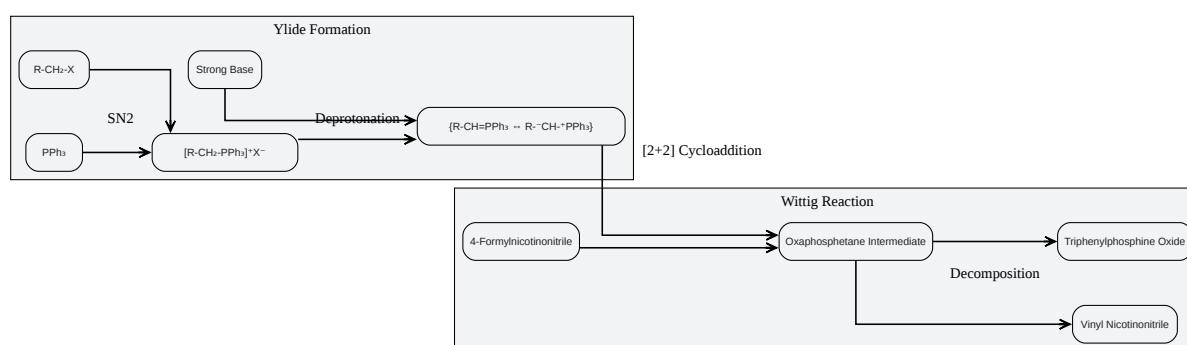 Ylide Formation
R-CH₂-X
Strong Base
SN2
Deprotonation
PPh₃
[R-CH₂-PPh₃]⁺X⁻
{R-CH=PPh₃ ↔ R-⁻CH-⁺PPh₃}
[2+2] Cycloaddition
Wittig Reaction
4-Formylnicotinonitrile
Oxaphosphetane Intermediate
Triphenylphosphine Oxide
Decomposition
Vinyl Nicotinonitrile